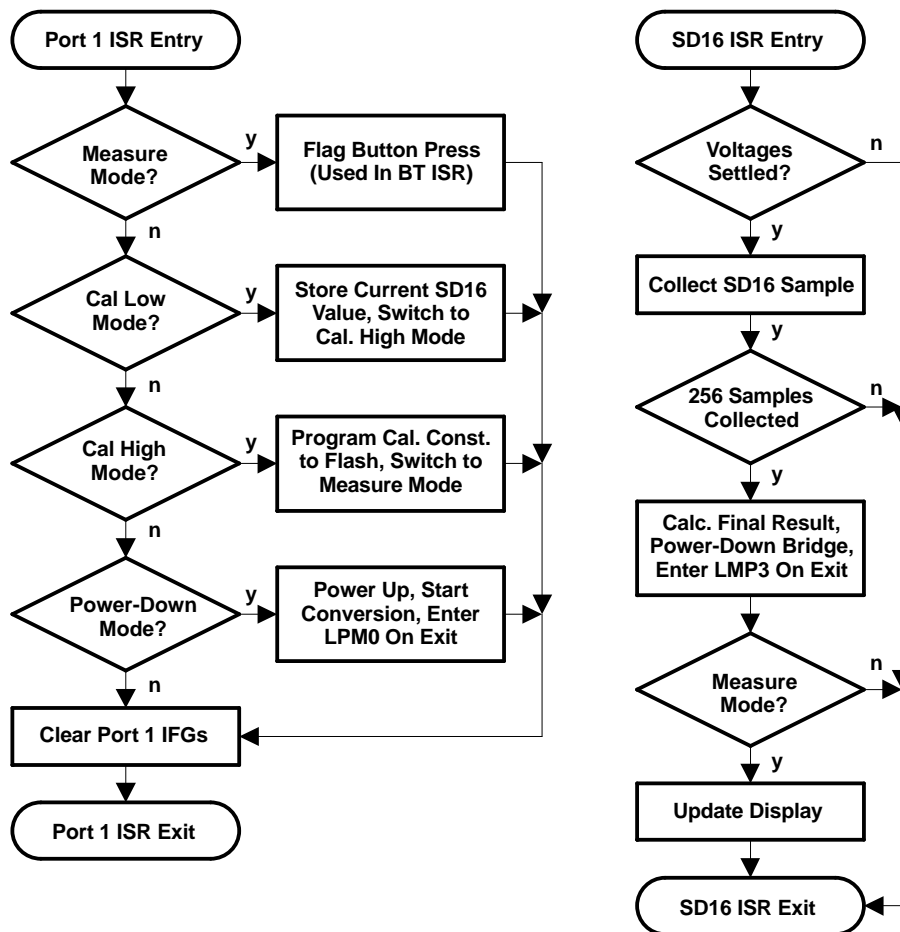 Port 1 ISR Entry
Measure
Mode?
y
Flag Button Press
(Used In BT ISR)
n
Cal Low
Mode?
y
Store Current SD16
Value, Switch to
Cal. High Mode
n
Cal High
Mode?
y
Program Cal. Const.
to Flash, Switch to
Measure Mode
n
Power-Down
Mode?
y
Power Up, Start
Conversion, Enter
LPM0 On Exit
n
Clear Port 1 IFGs
Port 1 ISR Exit
SD16 ISR Entry
Voltages
Settled?
n
y
Collect SD16 Sample
y
256 Samples
Collected
n
y
Calc. Final Result,
Power-Down Bridge,
Enter LMP3 On Exit
Measure
Mode?
n
y
Update Display
SD16 ISR Exit